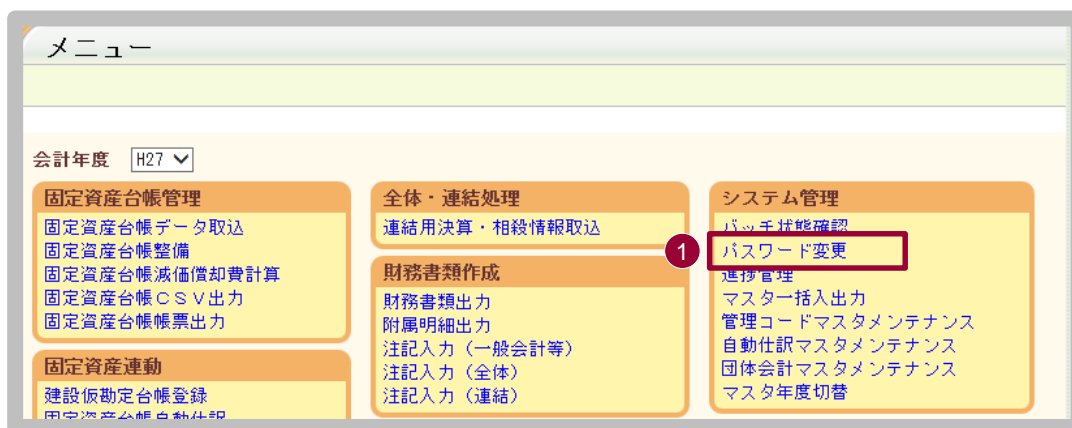 メニュー
会計年度 H27
固定資産台帳管理
固定資産台帳データ取込
固定資産台帳整備
固定資産台帳減価償却費計算
固定資産台帳CSV出力
固定資産台帳帳票出力
固定資産連動
建設仮勘定台帳登録
固定資産台帳自動仕訳
全体・連結処理
連結用決算・相殺情報取込
財務書類作成
財務書類出力
附属明細出力
注記入力（一般会計等）
注記入力（全体）
注記入力（連結）
システム管理
バッチ状態確認
1
パスワード変更
進捗管理
マスタ一括入出力
管理コードマスタメンテナンス
自動仕訳マスタメンテナンス
団体会計マスタメンテナンス
マスタ年度切替